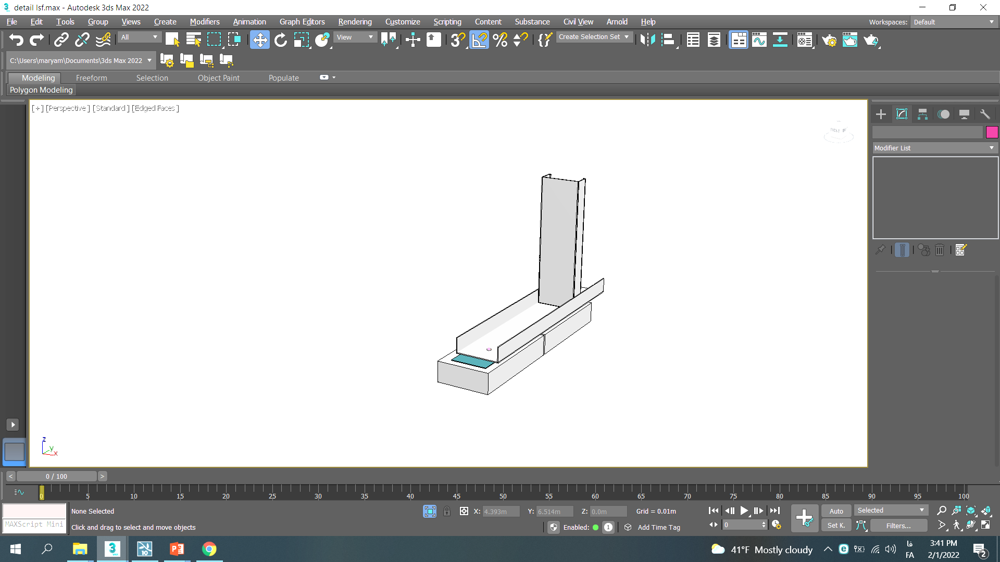 detail lsf.max - Autodesk 3ds Max 2022
File Edit Tools Group Views Create Modifiers Animation Graph Editors Rendering Customize Scripting Content Substance Civil View Arnold Help Workspaces: Default
All View Create Selection Set
C:\Users\maryam\Documents\3ds Max 2022
Modeling Freeform Selection Object Paint Populate
Polygon Modeling
[+] [Perspective] [Standard] [Edged Faces]
FRONT
Modifier List
z
y
x
< 0 / 100 >
0 5 10 15 20 25 30 35 40 45 50 55 60 65 70 75 80 85 90 95 100
None Selected X: 4.393m Y: 6.514m Z: 0.0m Grid = 0.01m Auto Selected
MAXScript Mini Click and drag to select and move objects Enabled: 1 Add Time Tag 0 Set K. Filters...
41°F Mostly cloudy فا FA 3:41 PM 2/1/2022 2